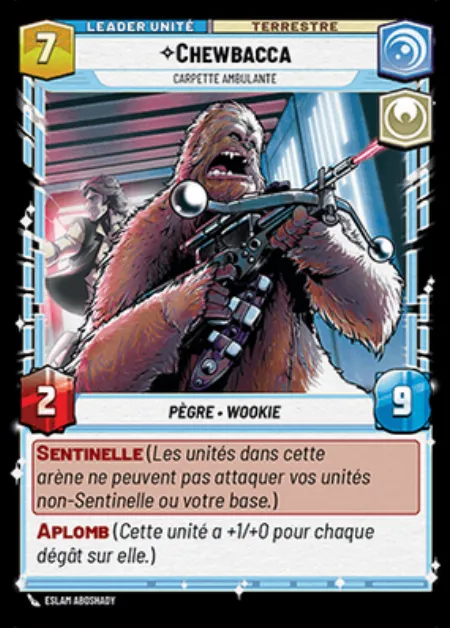 LEADER UNITÉ
TERRESTRE
7
CHEWBACCA
CARPETTE AMBULANTE
2
PÈGRE • WOOKIE
9
SENTINELLE (Les unités dans cette
arène ne peuvent pas attaquer vos unités
non-Sentinelle ou votre base.)
APLOMB (Cette unité a +1/+0 pour chaque
dégât sur elle.)
ESLAM ABOSHADY